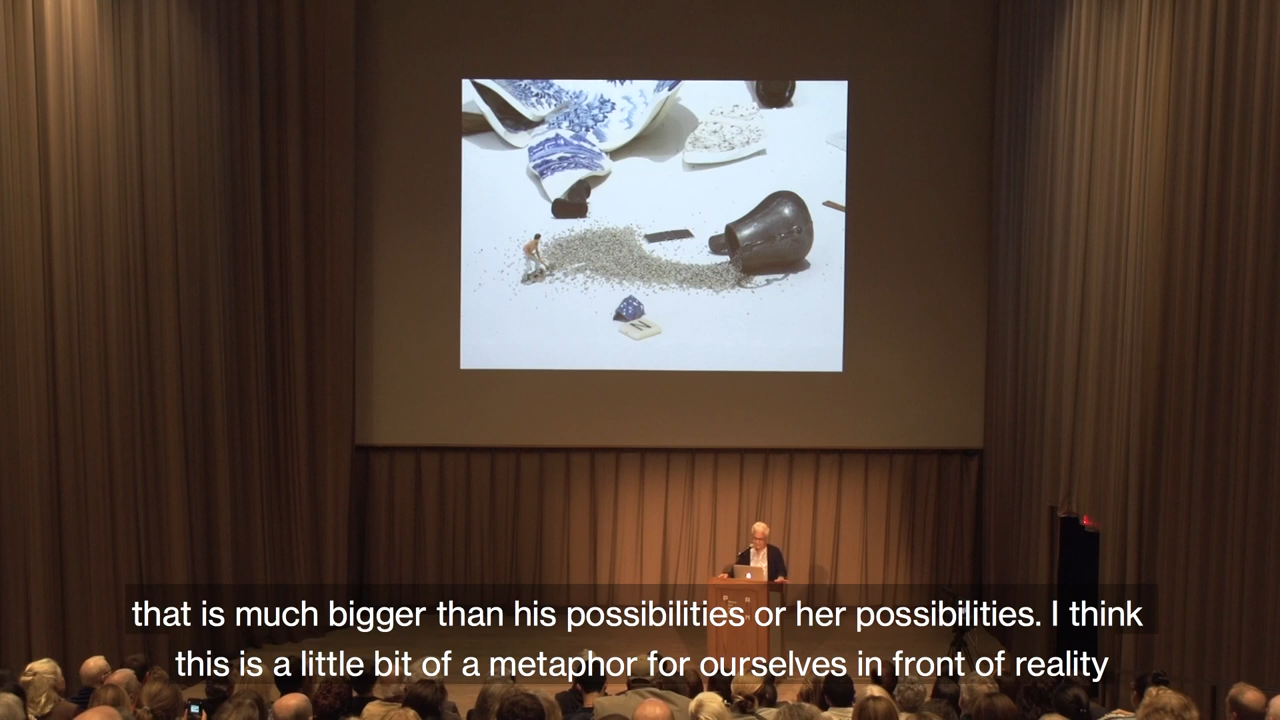 N
that is much bigger than his possibilities or her possibilities. I think
this is a little bit of a metaphor for ourselves in front of reality